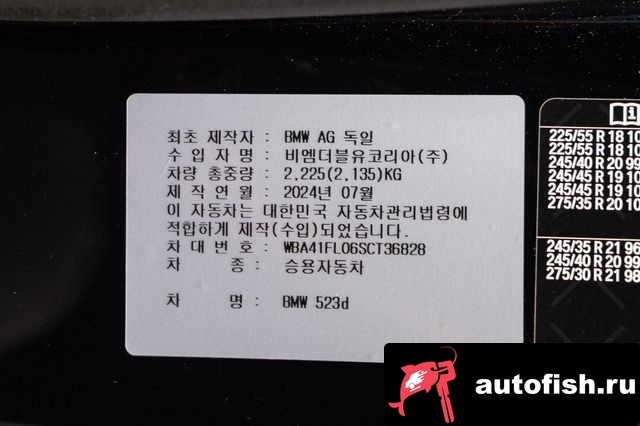 최초 제작자 : BMW AG 독일
수 입 자 명 : 비엠더블유코리아(주)
차량 총중량 : 2,225(2,135)KG
제 작 연 월 : 2024년 07월
이 자동차는 대한민국 자동차관리법령에
적합하게 제작(수입)되었습니다.
차 대 번 호 : WBA41FL06SCT36828
차 종 : 승용자동차
차 명 : BMW 523d
225/55 R 18 10
225/55 R 18 10
245/40 R 20 99
245/45 R 19 10
245/45 R 19 10
275/35 R 20 10
245/35 R 21 96
245/40 R 20 99
275/30 R 21 98
autofish.ru